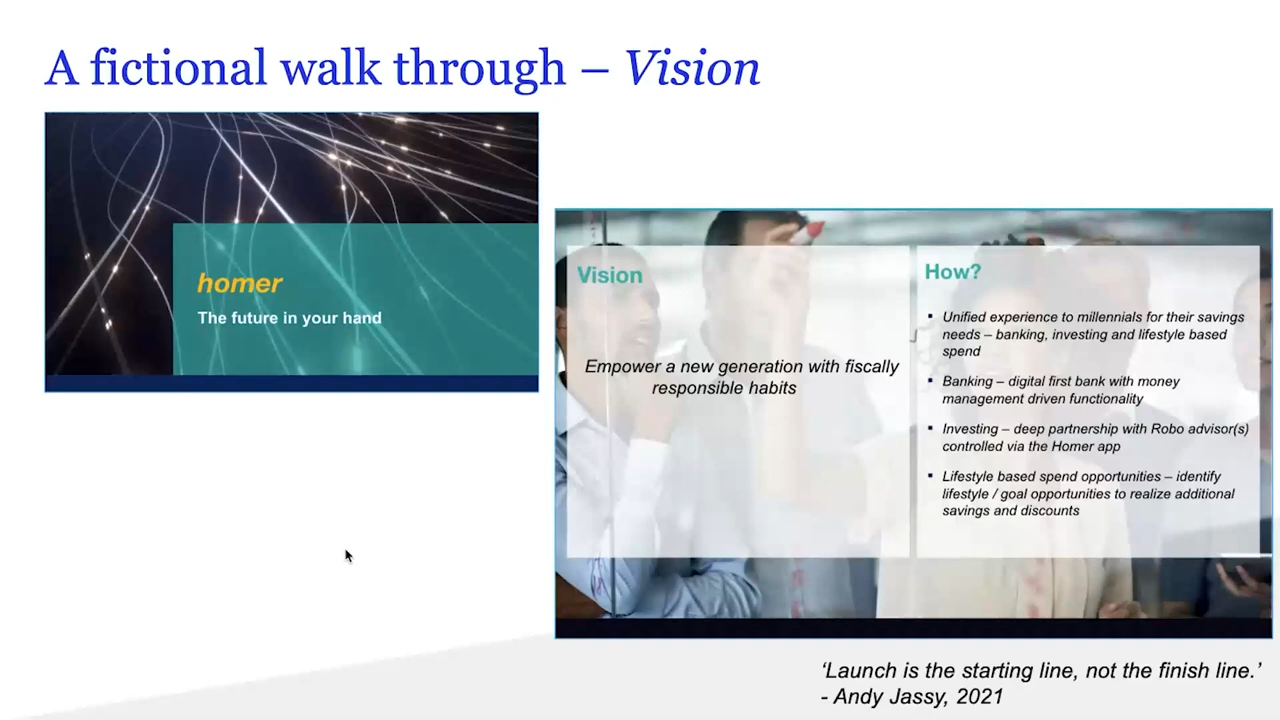 A fictional walk through – Vision
homer
The future in your hand
Vision
Empower a new generation with fiscally
responsible habits
How?
▪ Unified experience to millennials for their savings
needs – banking, investing and lifestyle based
spend
▪ Banking – digital first bank with money
management driven functionality
▪ Investing – deep partnership with Robo advisor(s)
controlled via the Homer app
▪ Lifestyle based spend opportunities – identify
lifestyle / goal opportunities to realize additional
savings and discounts
‘Launch is the starting line, not the finish line.’
- Andy Jassy, 2021